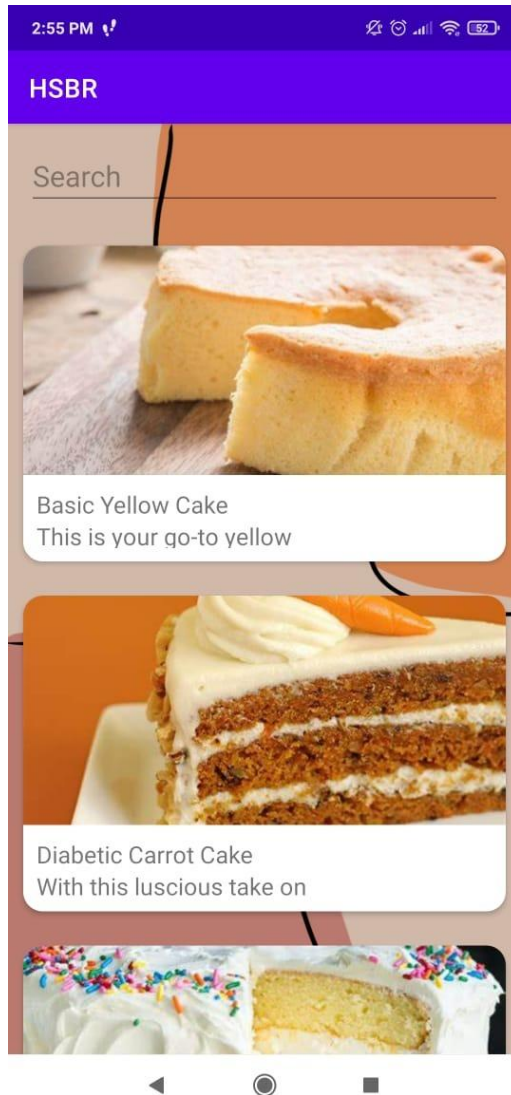 2:55 PM
52
HSBR
Search
Basic Yellow Cake
This is your go-to yellow
Diabetic Carrot Cake
With this luscious take on